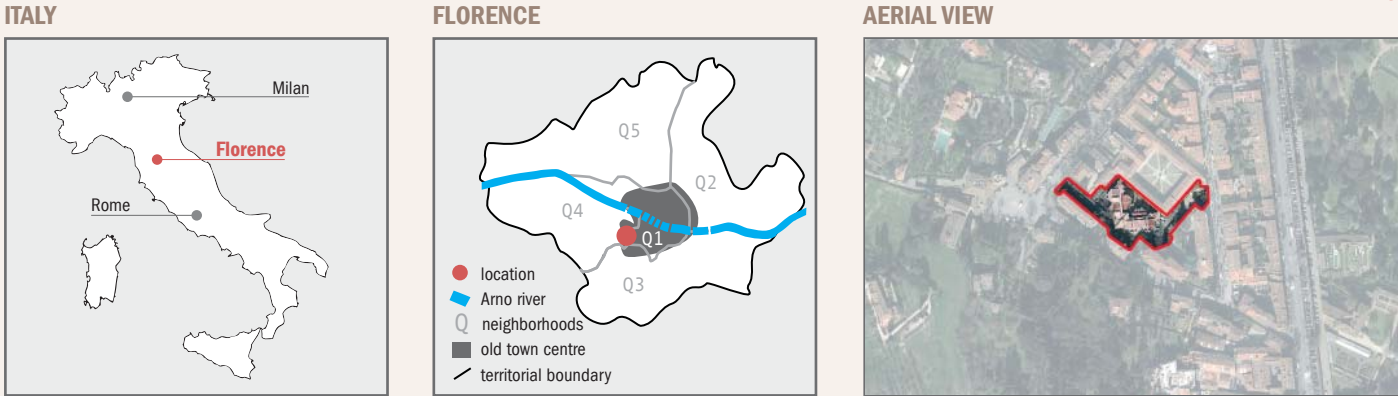 ITALY
Milan
Florence
Rome
FLORENCE
Q5
Q2
Q4
Q1
Q3
location
Arno river
Q neighborhoods
old town centre
territorial boundary
AERIAL VIEW